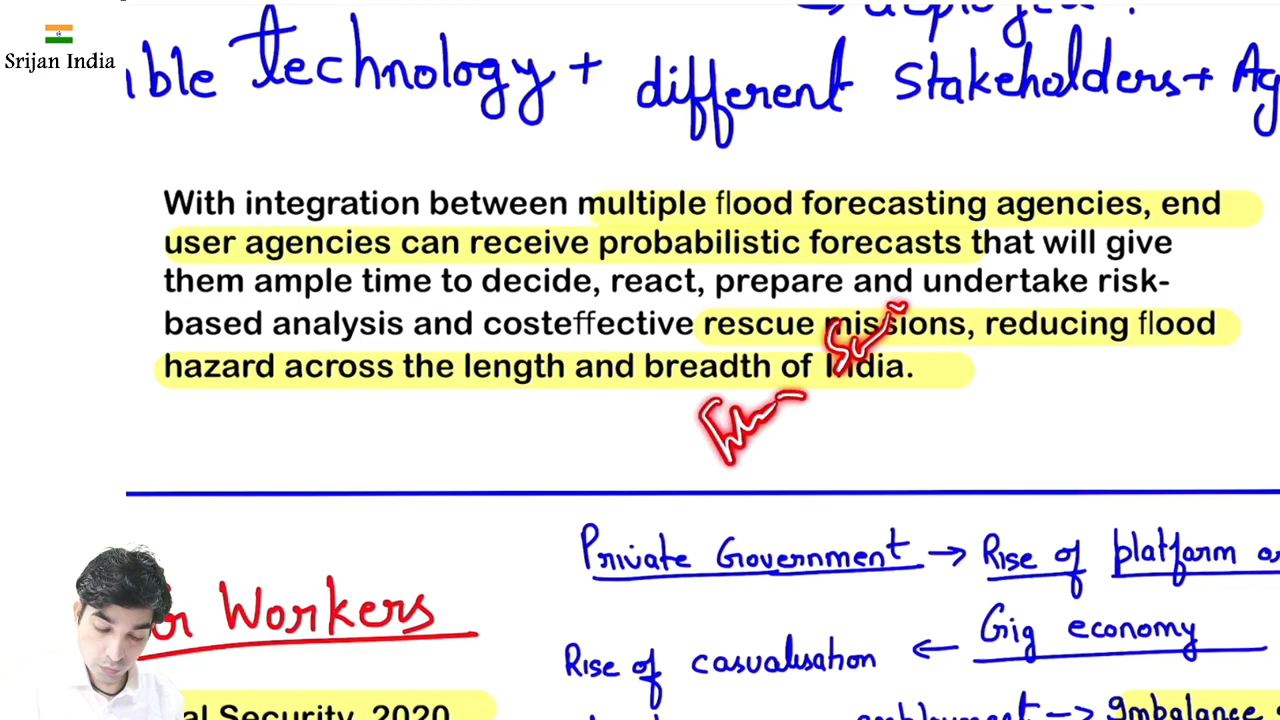 Srijan India
ible technology + different stakeholders + Ag
With integration between multiple flood forecasting agencies, end
user agencies can receive probabilistic forecasts that will give
them ample time to decide, react, prepare and undertake risk-
based analysis and costeffective rescue missions, reducing flood
hazard across the length and breadth of India.
Private Government → Rise of platform
Workers
Gig economy
Rise of casualisation ←
al Security, 2020
→ imbalance